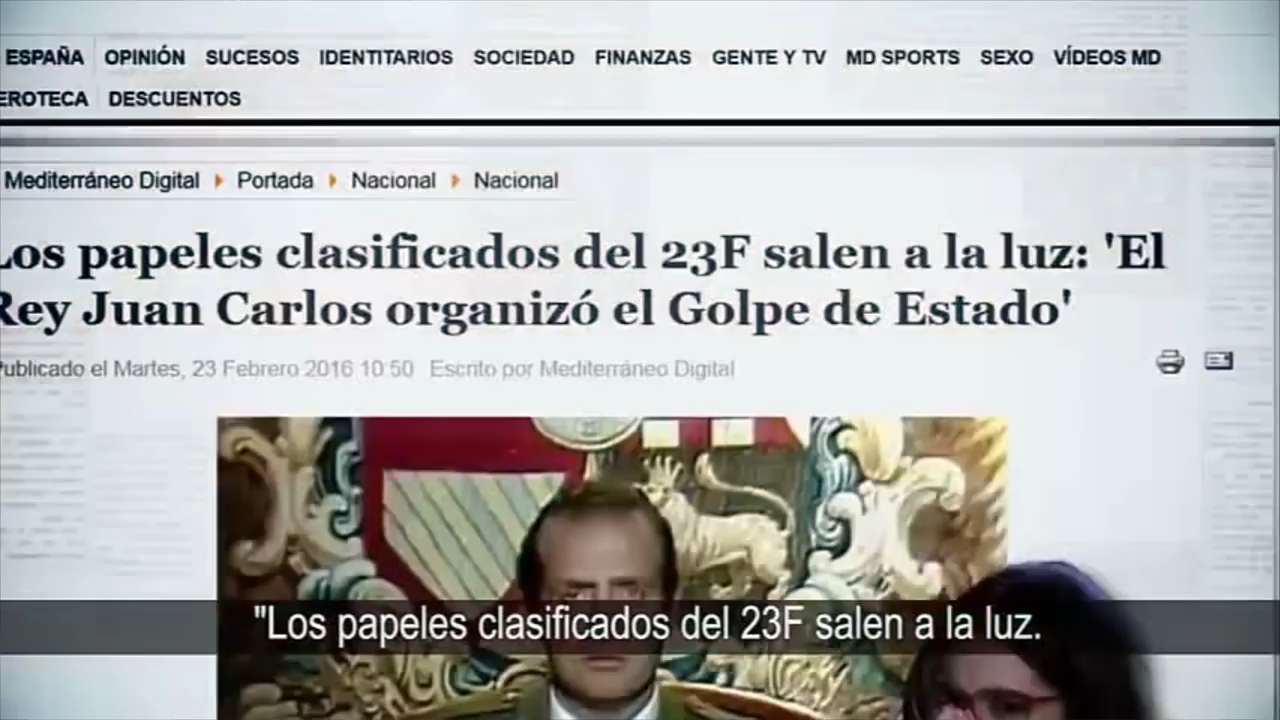 ESPAÑA OPINIÓN SUCESOS IDENTITARIOS SOCIEDAD FINANZAS GENTE Y TV MD SPORTS SEXO VÍDEOS MD
EROTECA DESCUENTOS
Mediterráneo Digital Portada Nacional Nacional
Los papeles clasificados del 23F salen a la luz: 'El
Rey Juan Carlos organizó el Golpe de Estado'
Publicado el Martes, 23 Febrero 2016 10:50 Escrito por Mediterráneo Digital
"Los papeles clasificados del 23F salen a la luz.